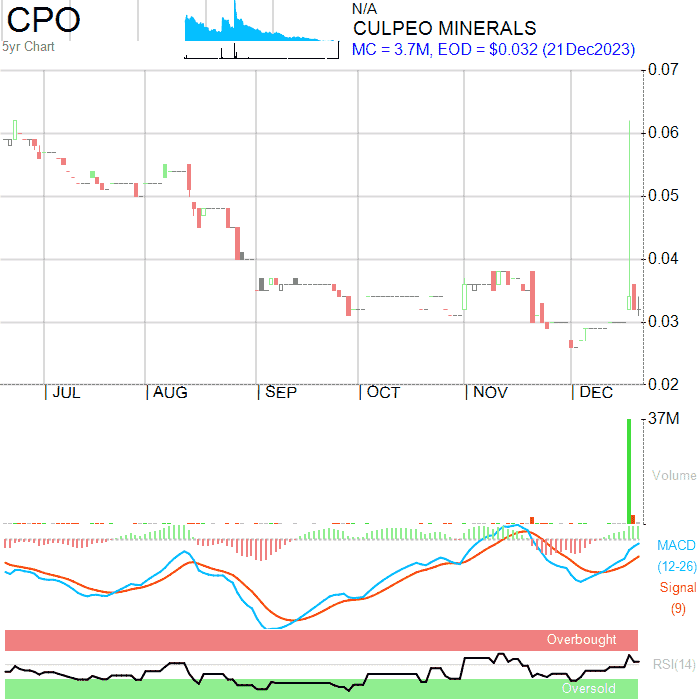 CPO
5yr Chart
N/A
CULPEO MINERALS
MC = 3.7M, EOD = $0.032 (21Dec2023)
0.07
0.06
0.05
0.04
0.03
0.02
JUL AUG SEP OCT NOV DEC
37M
Volume
MACD
(12-26)
Signal
(9)
Overbought
RSI(14)
Oversold